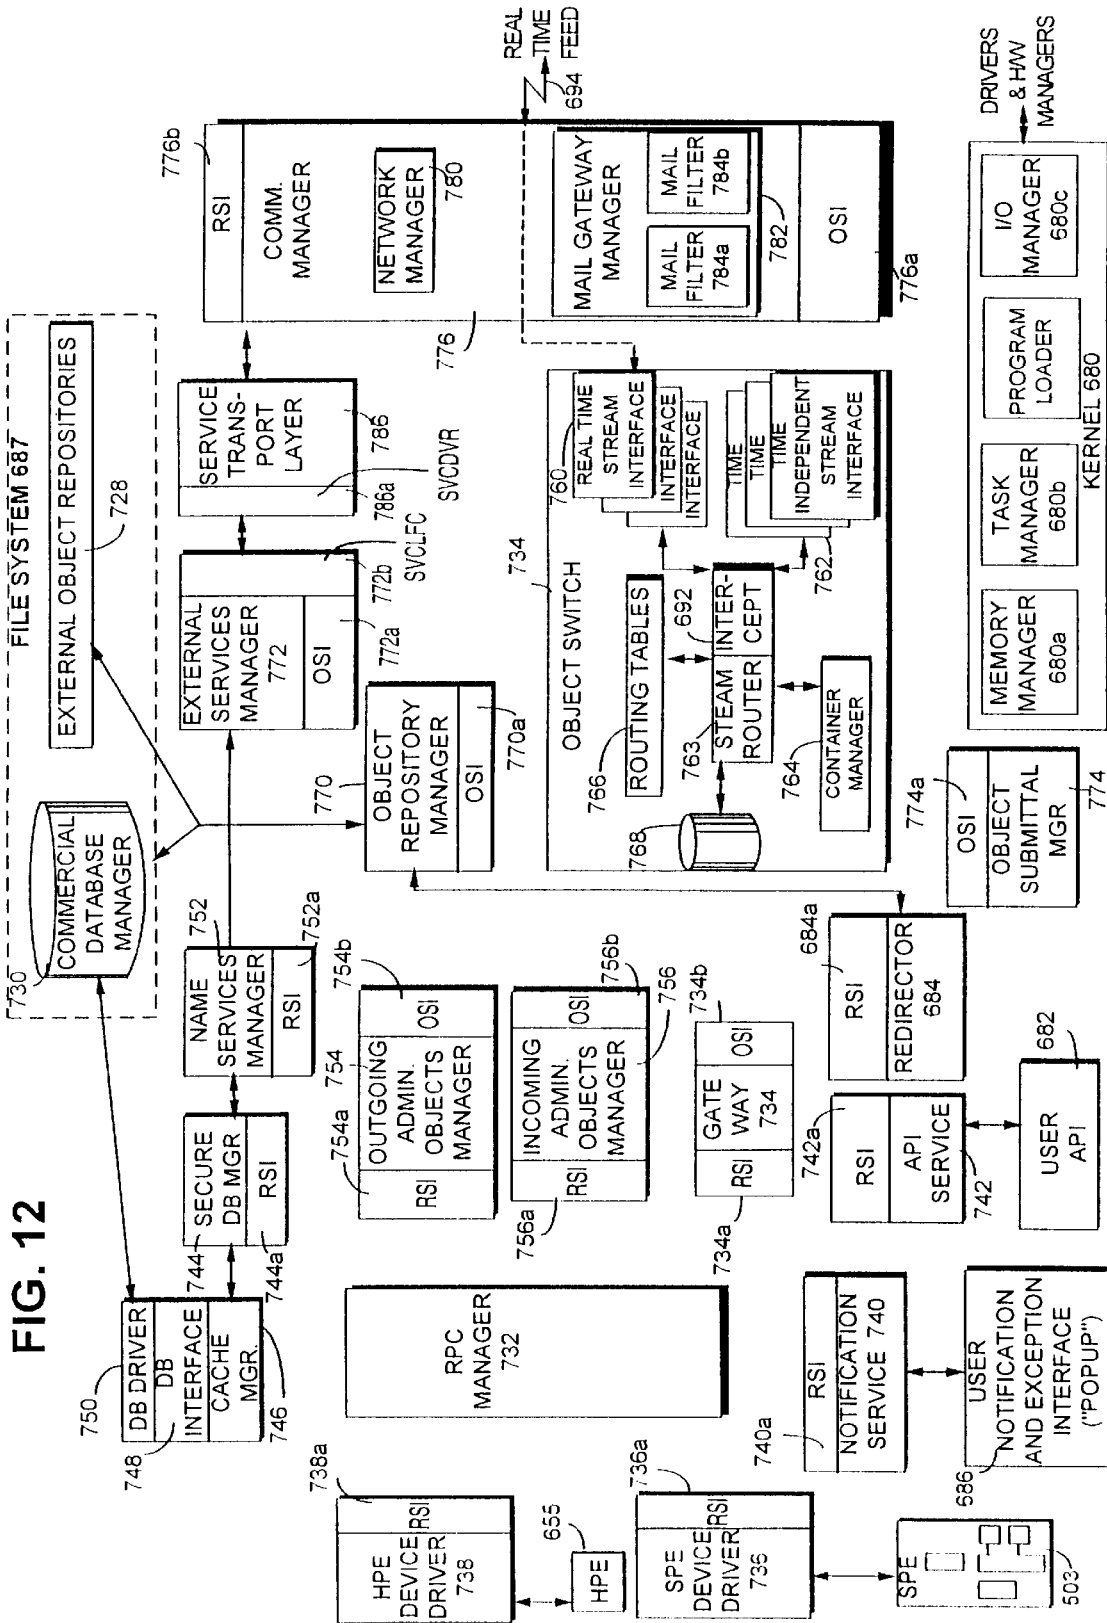 FIG. 12
FILE SYSTEM 687
730
COMMERCIAL
DATABASE
MANAGER
EXTERNAL OBJECT REPOSITORIES
728
750
DB DRIVER
DB
INTERFACE
748
CACHE
MGR.
746
744
SECURE
DB MGR
RSI
744a
NAME
SERVICES
MANAGER
752
RSI
752a
EXTERNAL
SERVICES
MANAGER
772
OSI
772a
772b
SVCLFC
SERVICE
TRANS-
PORT
LAYER
786
786a
SVCDVR
776b
RSI
COMM.
MANAGER
NETWORK
MANAGER
780
776
MAIL GATEWAY
MANAGER
MAIL
FILTER
784a
MAIL
FILTER
784b
782
OSI
776a
REAL
TIME
FEED
694
738a
HPE
DEVICE
DRIVER
738
RSI
655
HPE
736a
SPE
DEVICE
DRIVER
736
RSI
SPE
503
RPC
MANAGER
732
754a
754
754b
RSI
OUTGOING
ADMIN.
OBJECTS
MANAGER
OSI
756a
RSI
INCOMING
ADMIN.
OBJECTS
MANAGER
OSI
756b
756
734a
RSI
GATE
WAY
734
OSI
734b
770
OBJECT
REPOSITORY
MANAGER
OSI
770a
734
OBJECT SWITCH
766
ROUTING TABLES
692
763
STEAM
ROUTER
INTER-
CEPT
764
CONTAINER
MANAGER
768
760
REAL TIME
STREAM
INTERFACE
INTERFACE
INTERFACE
TIME
TIME
TIME
INDEPENDENT
STREAM
INTERFACE
762
740a
RSI
NOTIFICATION
SERVICE 740
USER
NOTIFICATION
AND EXCEPTION
INTERFACE
("POPUP")
686
742a
RSI
API
SERVICE
742
USER
API
682
684a
RSI
REDIRECTOR
684
774a
OSI
OBJECT
SUBMITTAL
MGR
774
MEMORY
MANAGER
680a
TASK
MANAGER
680b
PROGRAM
LOADER
I/O
MANAGER
680c
KERNEL 680
DRIVERS
& H/W
MANAGERS